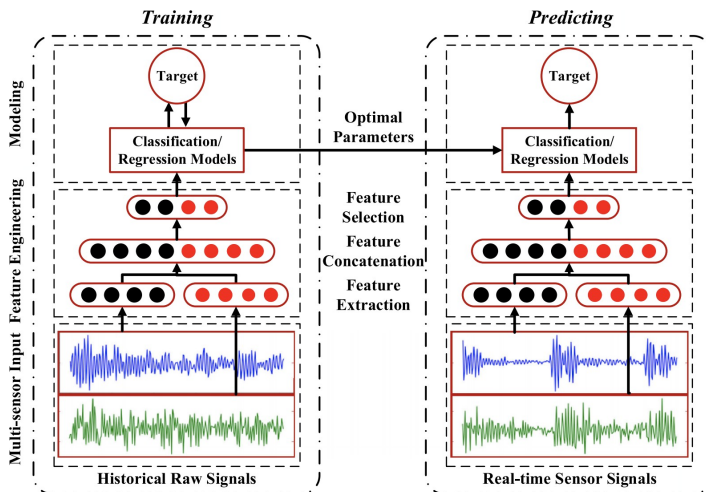 Training
Predicting
Modeling
Target
Classification/
Regression Models
Optimal
Parameters
Target
Classification/
Regression Models
Feature Engineering
Feature
Selection
Feature
Concatenation
Feature
Extraction
Multi-sensor Input
Historical Raw Signals
Real-time Sensor Signals